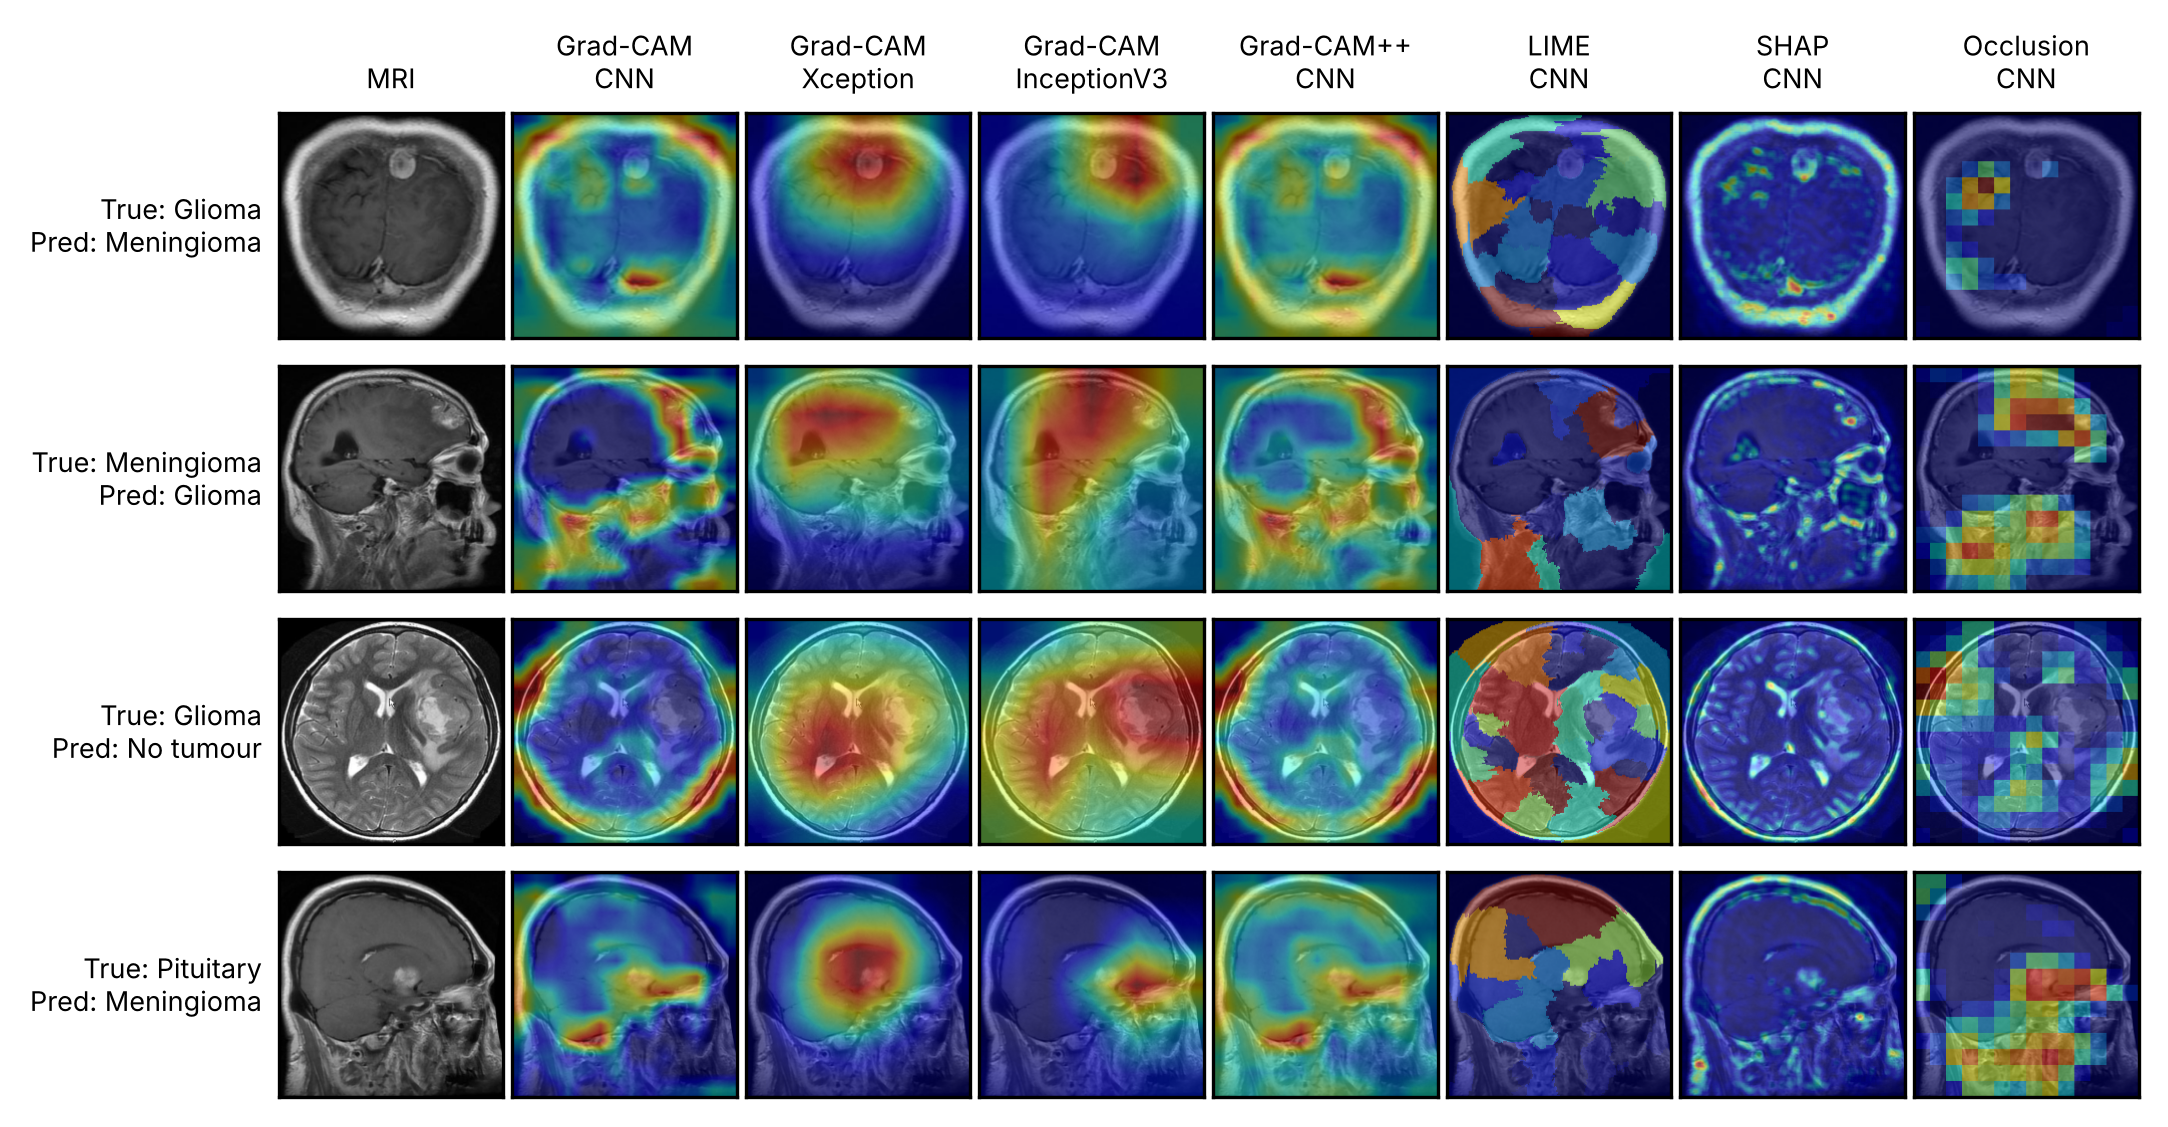 MRI
Grad-CAM
CNN
Grad-CAM
Xception
Grad-CAM
InceptionV3
Grad-CAM++
CNN
LIME
CNN
SHAP
CNN
Occlusion
CNN
True: Glioma
Pred: Meningioma
True: Meningioma
Pred: Glioma
True: Glioma
Pred: No tumour
True: Pituitary
Pred: Meningioma